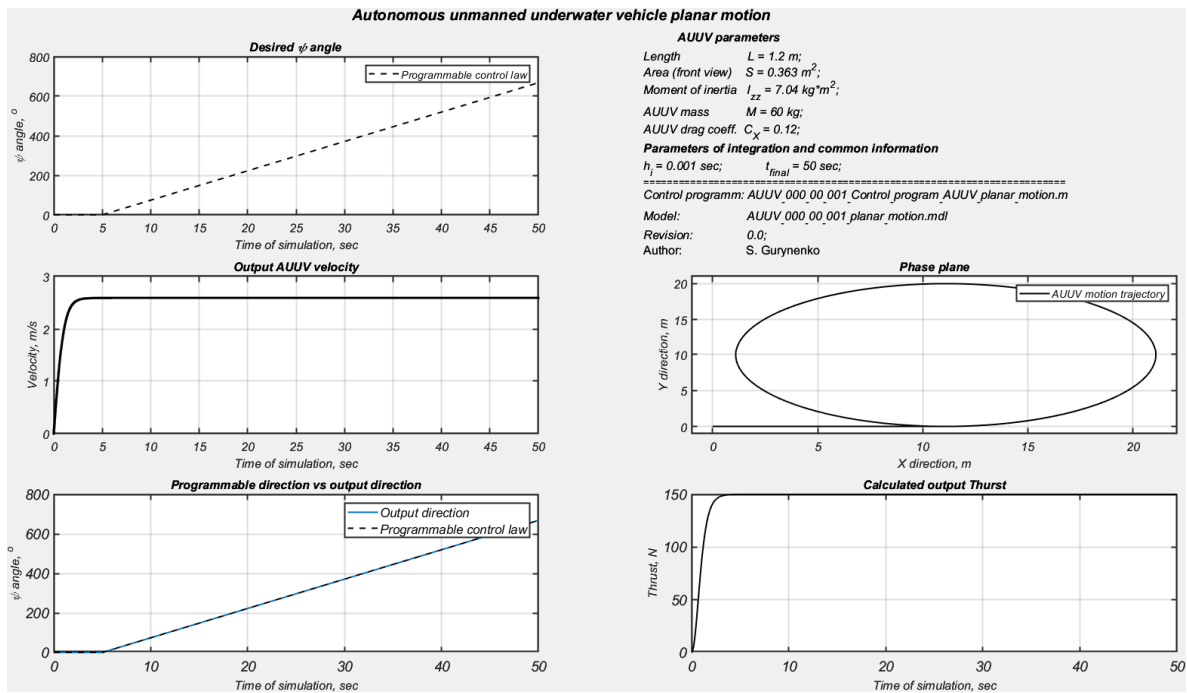 Autonomous unmanned underwater vehicle planar motion
Desired ψ angle
800
600
400
200
0
ψ angle, °
Programmable control law
0 5 10 15 20 25 30 35 40 45 50
Time of simulation, sec
AUUV parameters
Length L = 1.2 m;
Area (front view) S = 0.363 m²;
Moment of inertia I_zz = 7.04 kg*m²;
AUUV mass M = 60 kg;
AUUV drag coeff. C_X = 0.12;
Parameters of integration and common information
h_i = 0.001 sec; t_final = 50 sec;
======================================================================
Control programm: AUUV_000_00_001_Control_program_AUUV_planar_motion.m
Model: AUUV_000_00_001_planar_motion.mdl
Revision: 0.0;
Author: S. Gurynenko
Output AUUV velocity
3
2
1
0
Velocity, m/s
0 5 10 15 20 25 30 35 40 45 50
Time of simulation, sec
Phase plane
20
15
10
5
0
Y direction, m
AUUV motion trajectory
0 5 10 15 20
X direction, m
Programmable direction vs output direction
800
600
400
200
0
ψ angle, °
Output direction
Programmable control law
0 10 20 30 40 50
Time of simulation, sec
Calculated output Thurst
150
100
50
0
Thrust, N
0 10 20 30 40 50
Time of simulation, sec